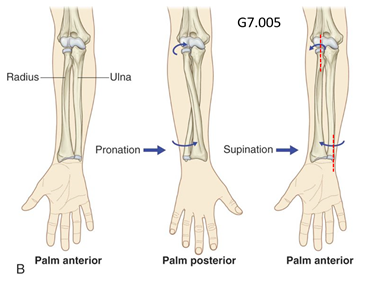 G7.005
Radius
Ulna
Pronation
Supination
Palm anterior
Palm posterior
Palm anterior
B